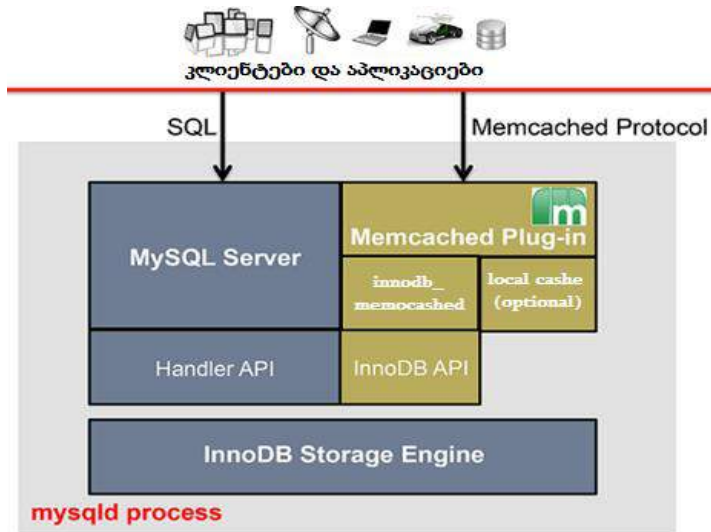 კლიენტები და აპლიკაციები
SQL
Memcached Protocol
m
Memcached Plug-in
MySQL Server
innodb_
memocashed
local cashe
(optional)
Handler API
InnoDB API
InnoDB Storage Engine
mysqld process